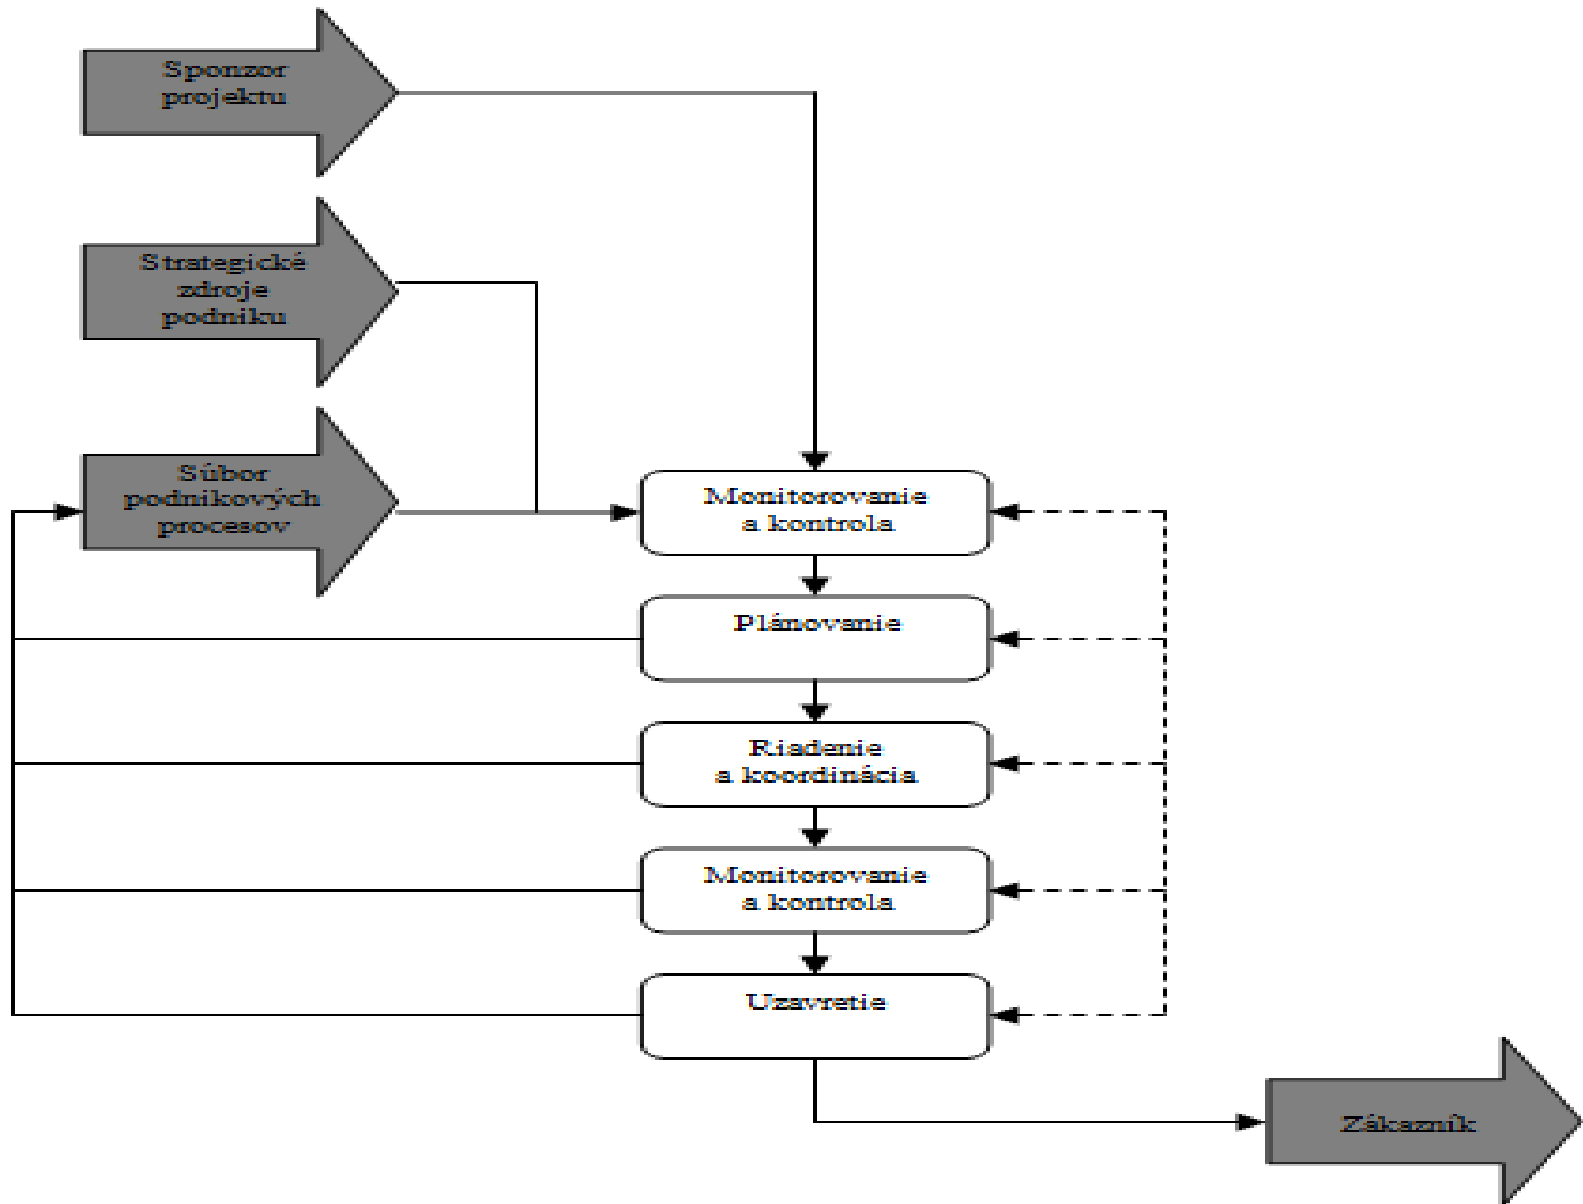 Sponzor
projektu
Strategické
zdroje
podniku
Súbor
podnikových
procesov
Monitorovanie
a kontrola
Plánovanie
Riadenie
a koordinácia
Monitorovanie
a kontrola
Uzavretie
Zákazník